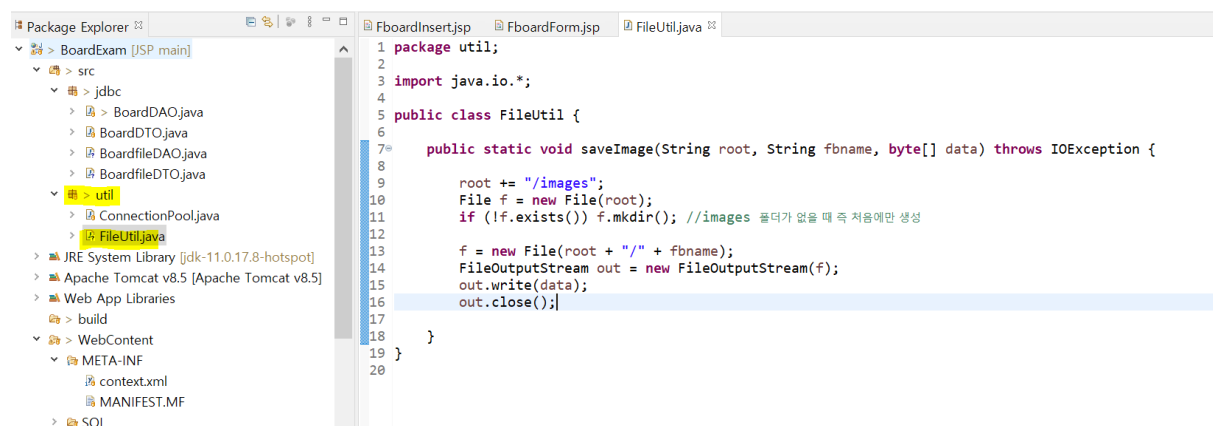 Package Explorer
> BoardExam [JSP main]
> src
> jdbc
> BoardDAO.java
BoardDTO.java
BoardfileDAO.java
BoardfileDTO.java
> util
ConnectionPool.java
FileUtil.java
JRE System Library [jdk-11.0.17.8-hotspot]
Apache Tomcat v8.5 [Apache Tomcat v8.5]
Web App Libraries
> build
> WebContent
META-INF
context.xml
MANIFEST.MF
SQL
FboardInsert.jsp FboardForm.jsp FileUtil.java
1 package util;
2
3 import java.io.*;
4
5 public class FileUtil {
6
7 public static void saveImage(String root, String fbname, byte[] data) throws IOException {
8
9 root += "/images";
10 File f = new File(root);
11 if (!f.exists()) f.mkdir(); //images 폴더가 없을 때 즉 처음에만 생성
12
13 f = new File(root + "/" + fbname);
14 FileOutputStream out = new FileOutputStream(f);
15 out.write(data);
16 out.close();
17
18 }
19 }
20